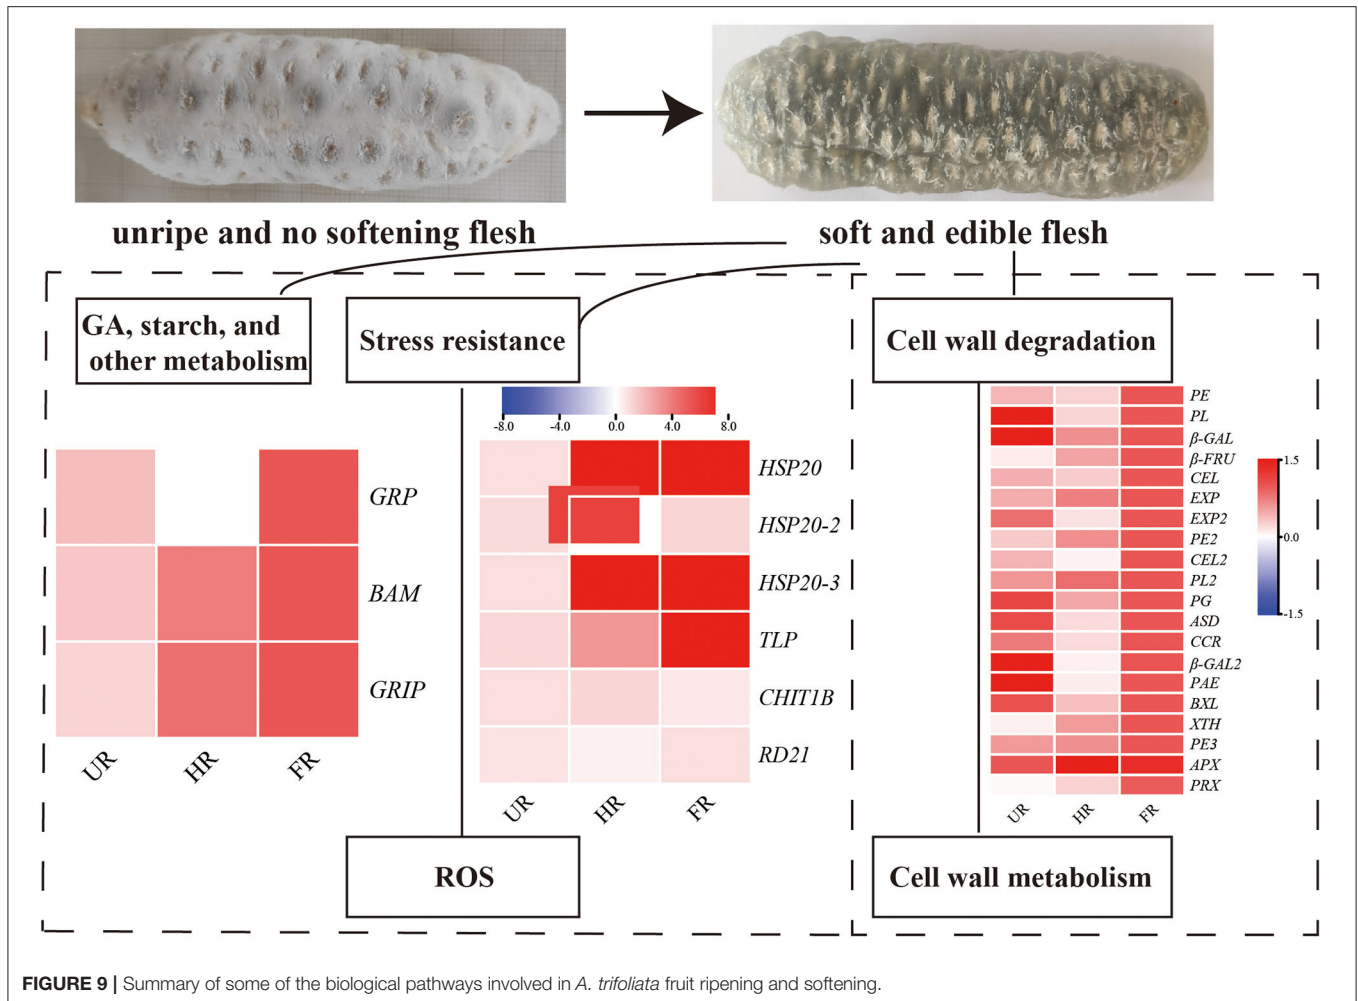 unripe and no softening flesh
soft and edible flesh
GA, starch, and
other metabolism
Stress resistance
Cell wall degradation
GRP
BAM
GRIP
UR HR FR
-8.0 -4.0 0.0 4.0 8.0
HSP20
HSP20-2
HSP20-3
TLP
CHIT1B
RD21
UR HR FR
ROS
PE
PL
β-GAL
β-FRU
CEL
EXP
EXP2
PE2
CEL2
PL2
PG
ASD
CCR
β-GAL2
PAE
BXL
XTH
PE3
APX
PRX
UR HR FR
1.5
0.0
-1.5
Cell wall metabolism
FIGURE 9 | Summary of some of the biological pathways involved in A. trifoliata fruit ripening and softening.